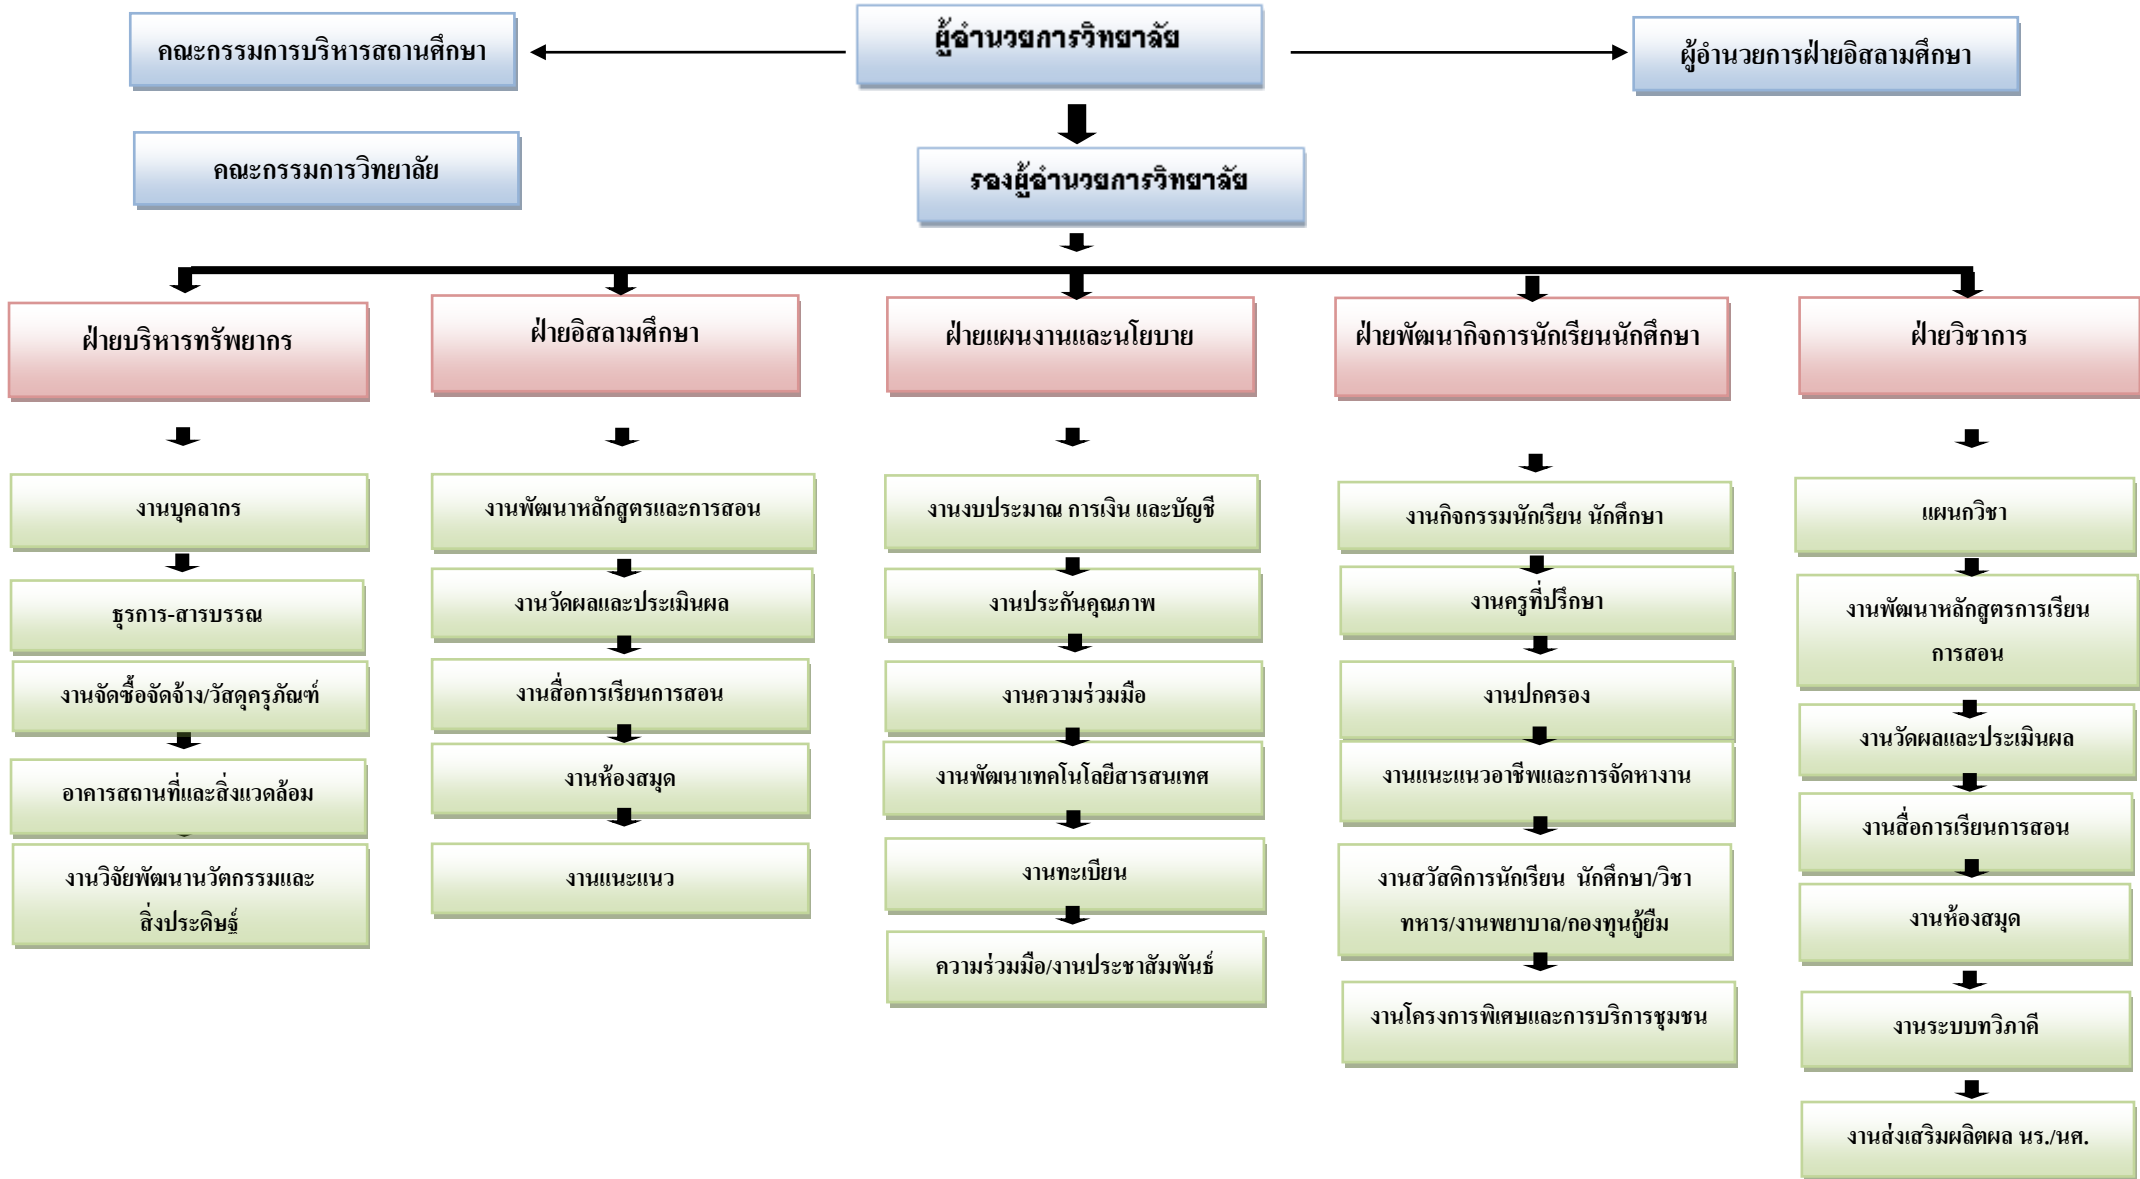 คณะกรรมการบริหารสถานศึกษา
ผู้อำนวยการวิทยาลัย
ผู้อำนวยการฝ่ายอิสลามศึกษา
คณะกรรมการวิทยาลัย
รองผู้อำนวยการวิทยาลัย
ฝ่ายบริหารทรัพยากร
ฝ่ายอิสลามศึกษา
ฝ่ายแผนงานและนโยบาย
ฝ่ายพัฒนากิจการนักเรียนนักศึกษา
ฝ่ายวิชาการ
งานบุคลากร
ธุรการ-สารบรรณ
งานจัดซื้อจัดจ้าง/วัสดุครุภัณฑ์
อาคารสถานที่และสิ่งแวดล้อม
งานวิจัยพัฒนานวัตกรรมและ
สิ่งประดิษฐ์
งานพัฒนาหลักสูตรและการสอน
งานวัดผลและประเมินผล
งานสื่อการเรียนการสอน
งานห้องสมุด
งานแนะแนว
งานงบประมาณ การเงิน และบัญชี
งานประกันคุณภาพ
งานความร่วมมือ
งานพัฒนาเทคโนโลยีสารสนเทศ
งานทะเบียน
ความร่วมมือ/งานประชาสัมพันธ์
งานกิจกรรมนักเรียน นักศึกษา
งานครูที่ปรึกษา
งานปกครอง
งานแนะแนวอาชีพและการจัดหางาน
งานสวัสดิการนักเรียน นักศึกษา/วิชา
ทหาร/งานพยาบาล/กองทุนกู้ยืม
งานโครงการพิเศษและการบริการชุมชน
แผนกวิชา
งานพัฒนาหลักสูตรการเรียน
การสอน
งานวัดผลและประเมินผล
งานสื่อการเรียนการสอน
งานห้องสมุด
งานระบบทวิภาคี
งานส่งเสริมผลิตผล นร./นศ.